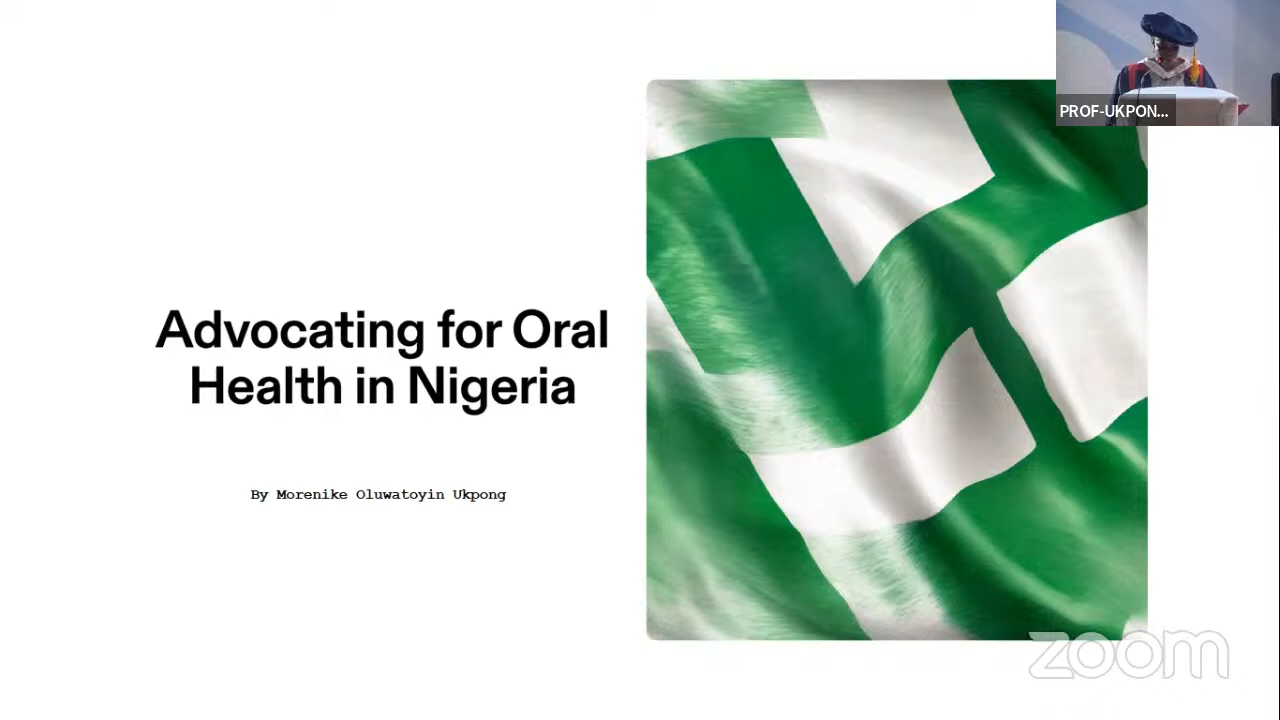 PROF-UKPON...
Advocating for Oral
Health in Nigeria
By Morenike Oluwatoyin Ukpong
zoom